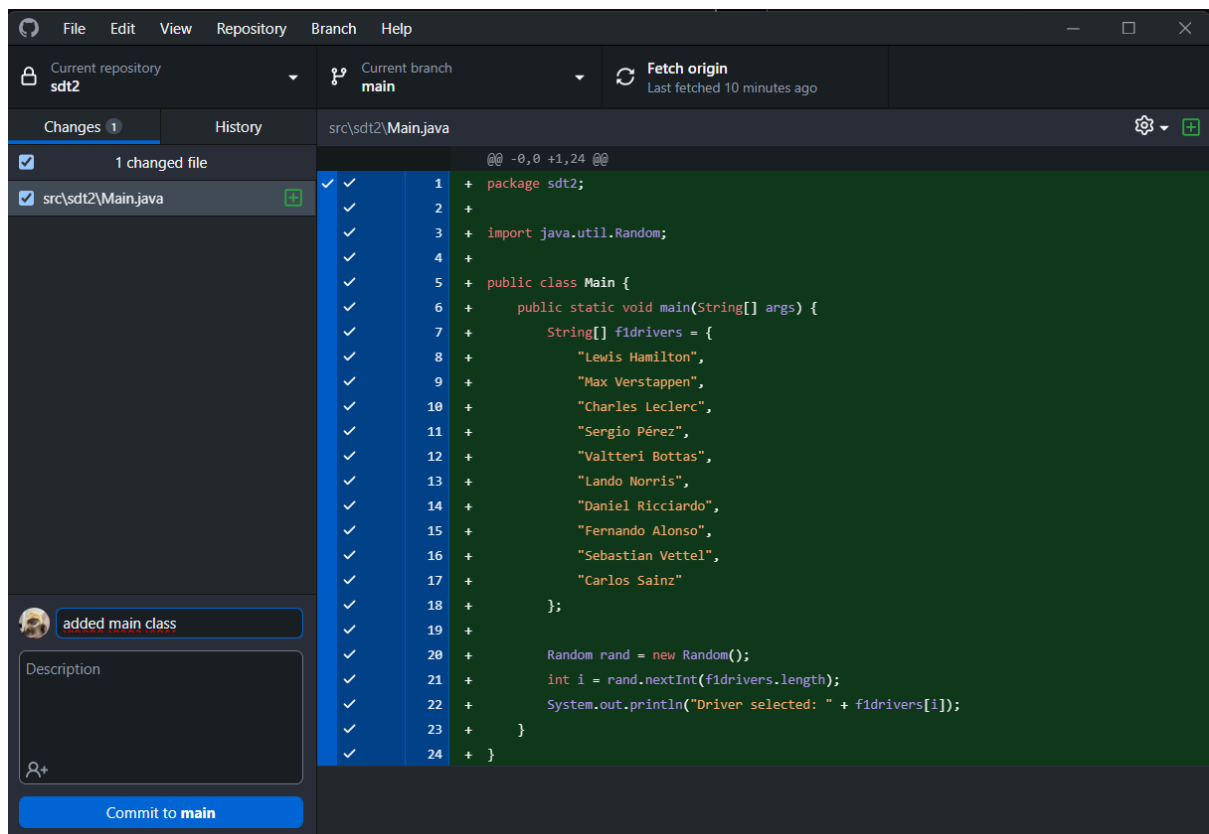 File Edit View Repository Branch Help
Current repository
sdt2
Current branch
main
Fetch origin
Last fetched 10 minutes ago
Changes 1
History
1 changed file
src\sdt2\Main.java
src\sdt2\Main.java
@@ -0,0 +1,24 @@
1 + package sdt2;
2 +
3 + import java.util.Random;
4 +
5 + public class Main {
6 +     public static void main(String[] args) {
7 +         String[] f1drivers = {
8 +             "Lewis Hamilton",
9 +             "Max Verstappen",
10 +             "Charles Leclerc",
11 +             "Sergio Pérez",
12 +             "Valtteri Bottas",
13 +             "Lando Norris",
14 +             "Daniel Ricciardo",
15 +             "Fernando Alonso",
16 +             "Sebastian Vettel",
17 +             "Carlos Sainz"
18 +         };
19 +
20 +         Random rand = new Random();
21 +         int i = rand.nextInt(f1drivers.length);
22 +         System.out.println("Driver selected: " + f1drivers[i]);
23 +     }
24 + }
added main class
Description
Commit to main